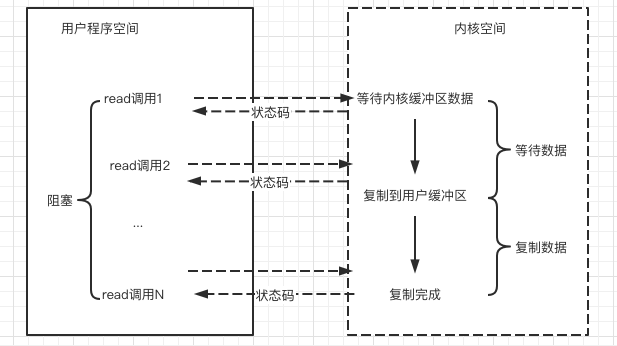 用户程序空间
内核空间
read调用1
等待内核缓冲区数据
状态码
等待数据
read调用2
状态码
阻塞
复制到用户缓冲区
...
复制数据
read调用N
状态码
复制完成